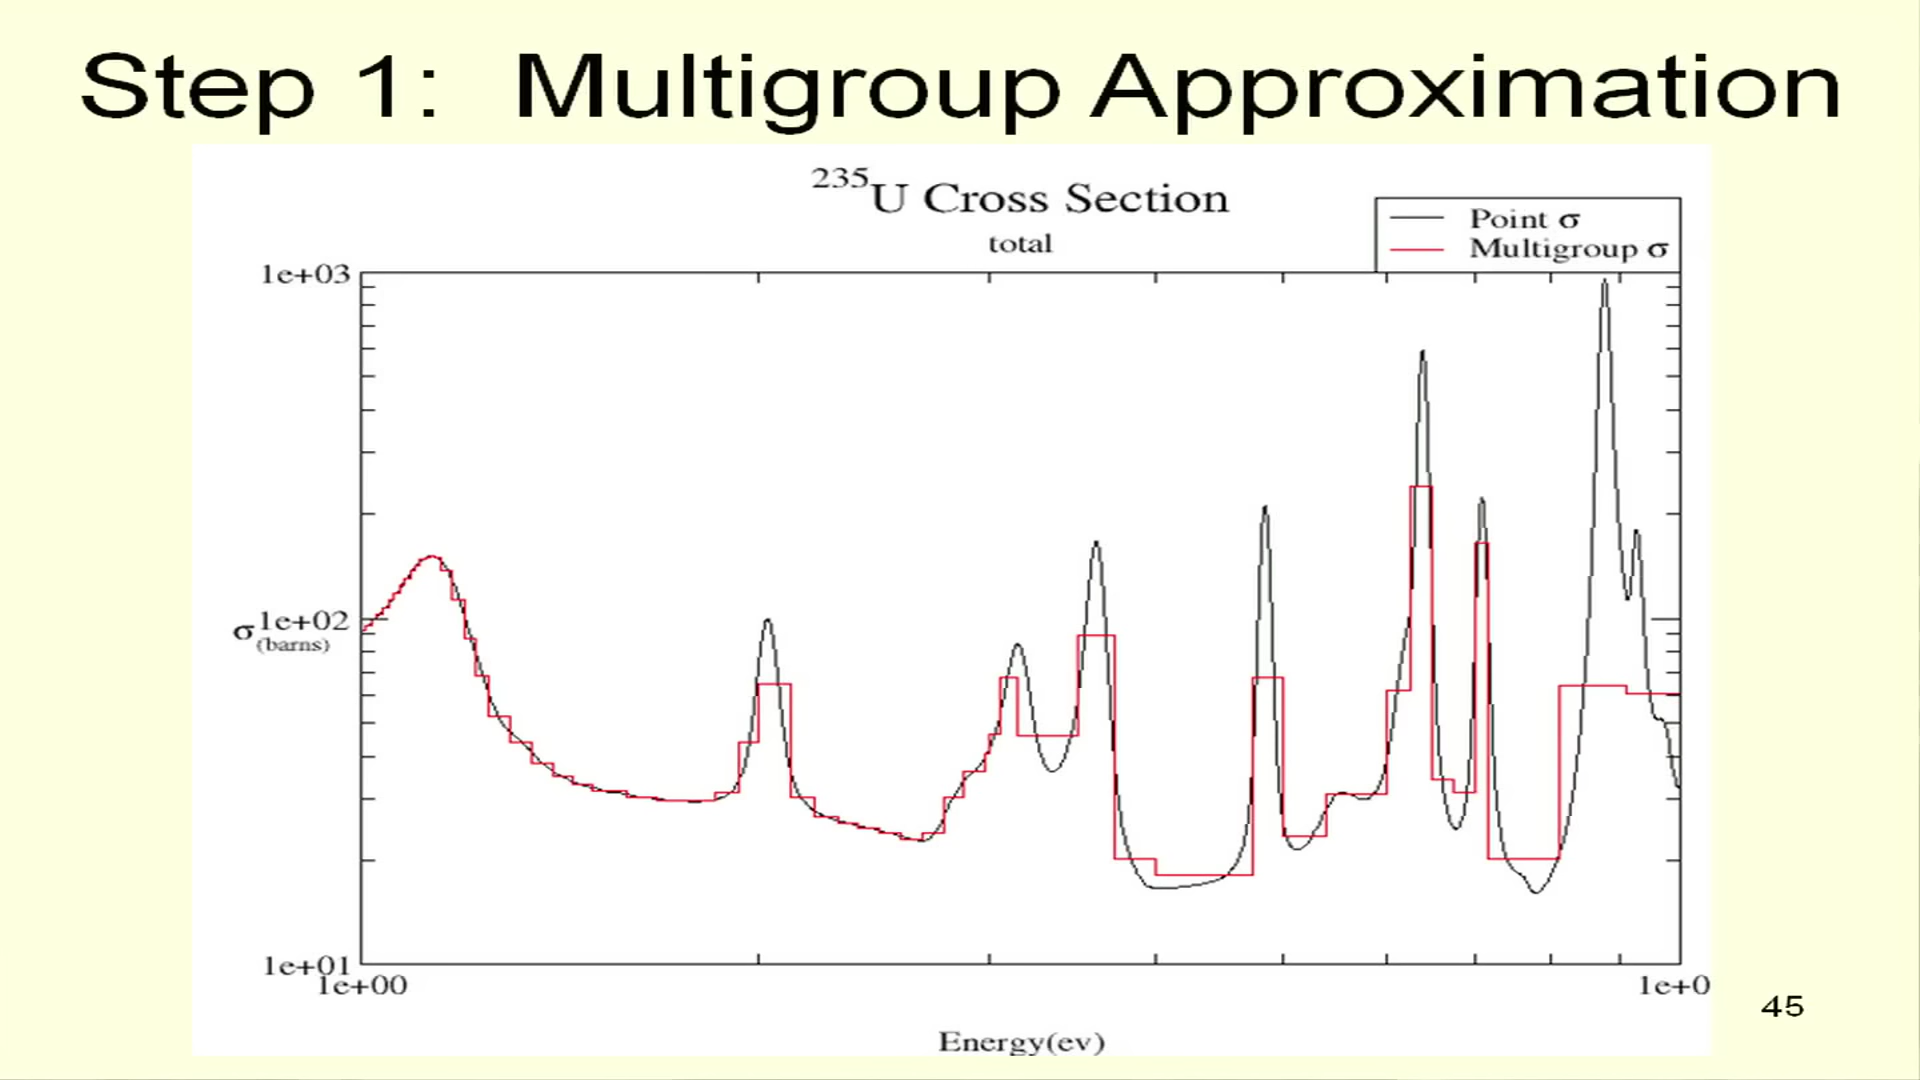 Step 1: Multigroup Approximation
²³⁵U Cross Section
total
Point σ
Multigroup σ
1e+03
1e+02
σ
(barns)
1e+01
1e+00
1e+0
Energy(ev)
45